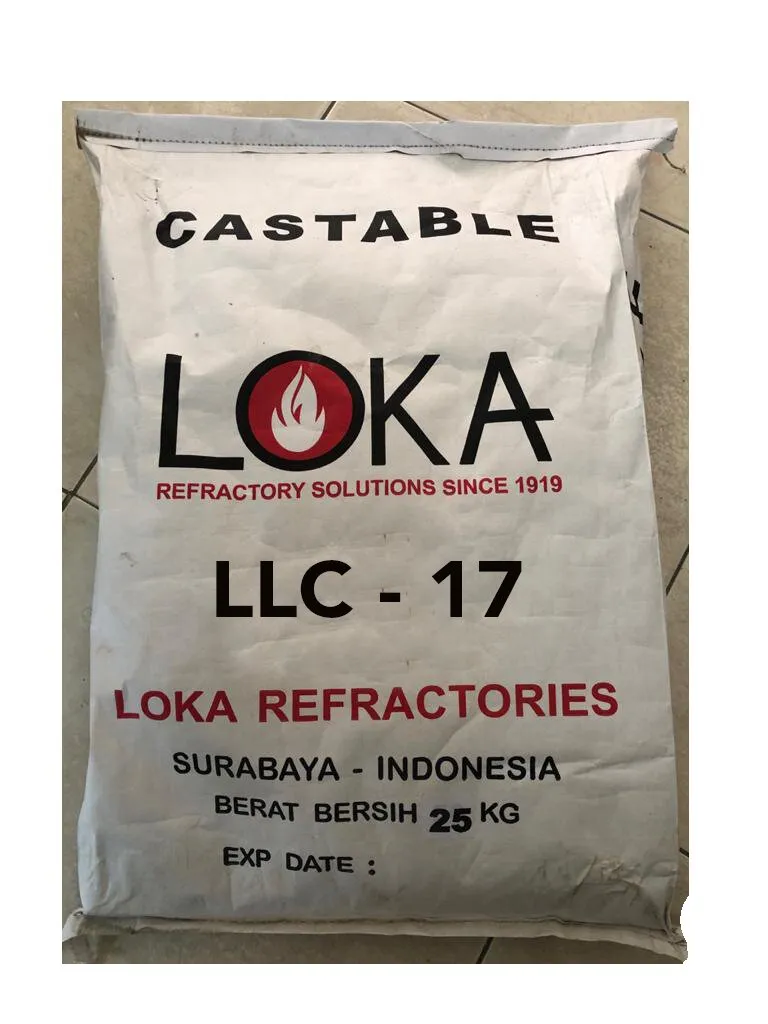 CASTABLE
LOKA
REFRACTORY SOLUTIONS SINCE 1919
LLC - 17
LOKA REFRACTORIES
SURABAYA - INDONESIA
BERAT BERSIH 25 KG
EXP DATE :